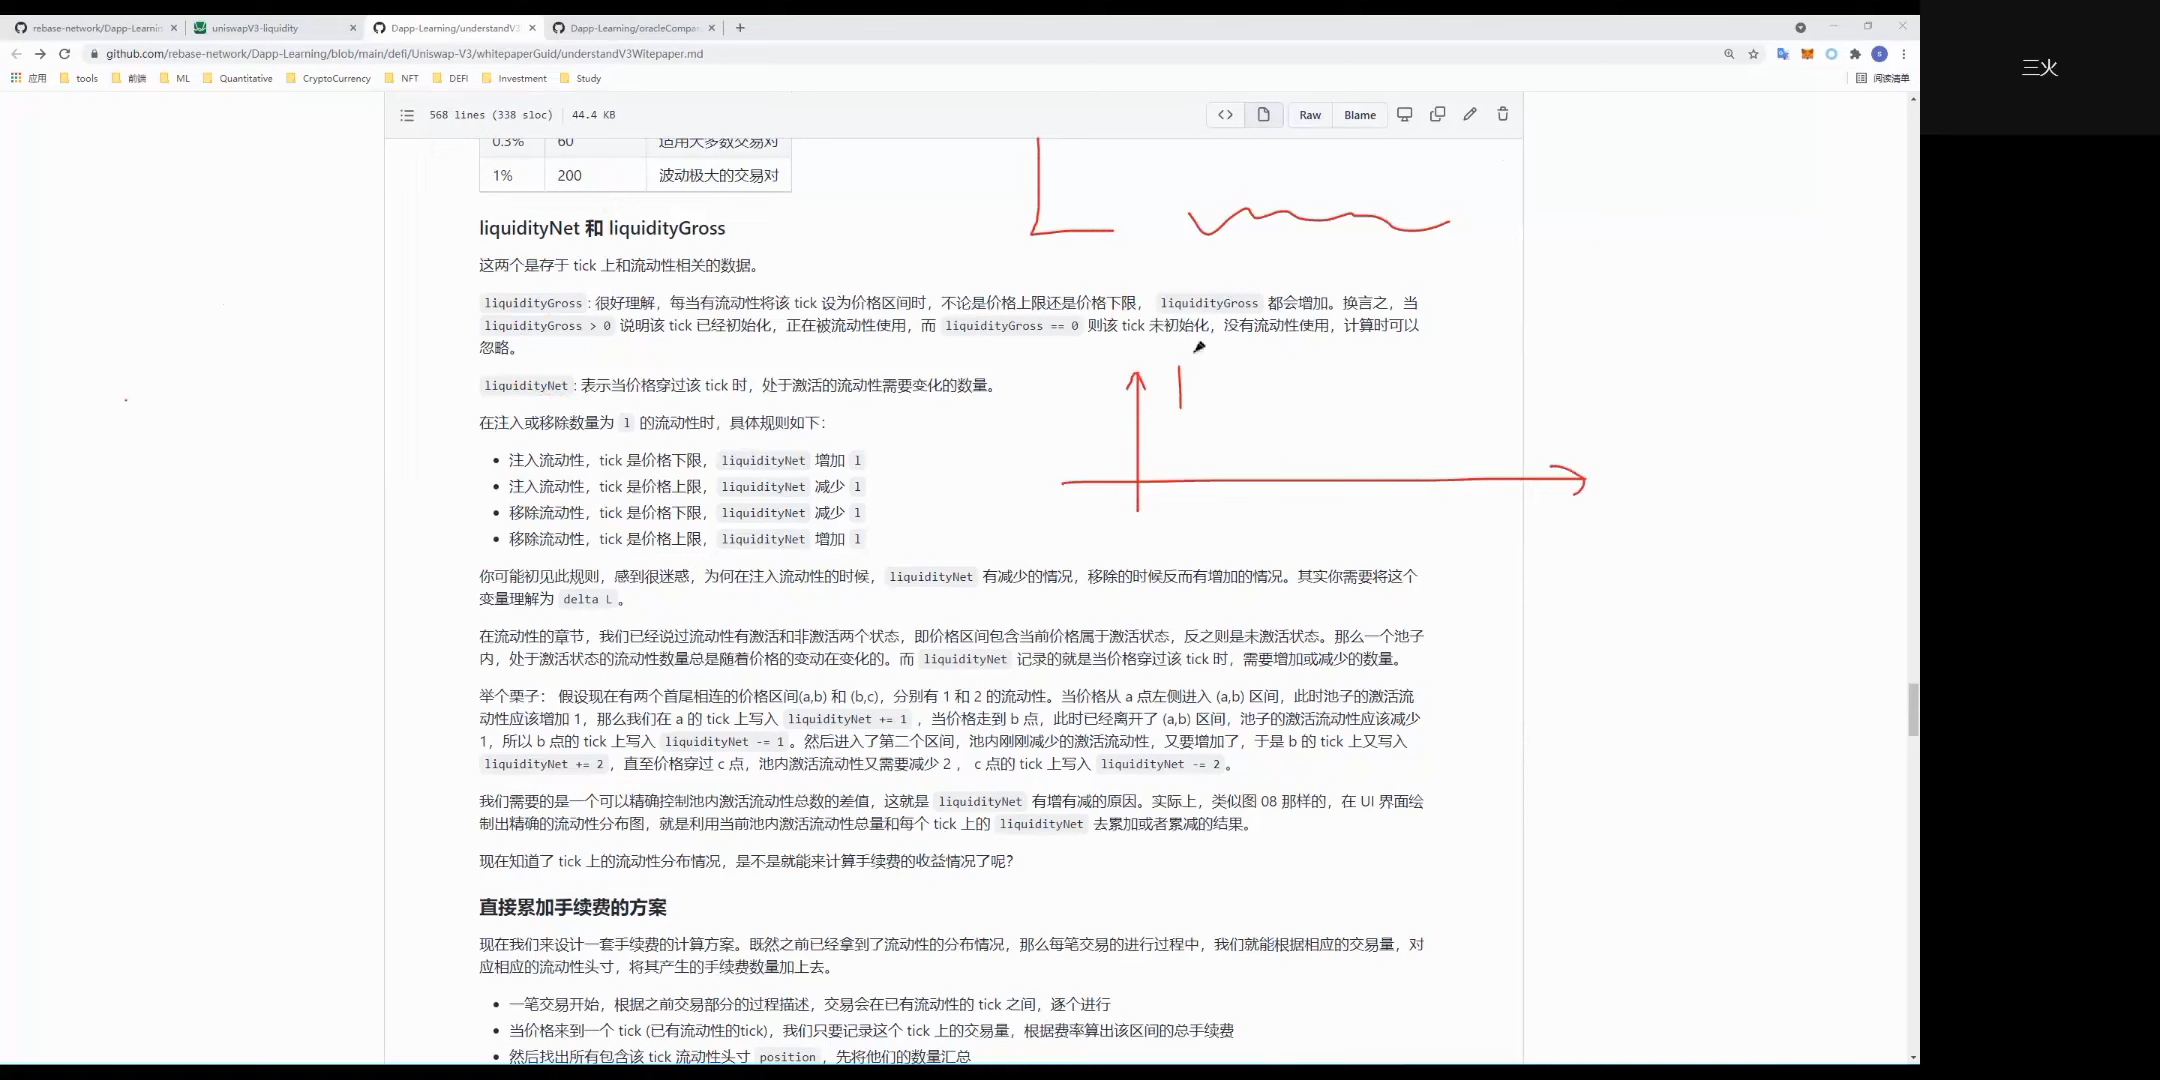 rebase-network/Dapp-Learnin
uniswapV3-liquidity
Dapp-Learning/understandV3
Dapp-Learning/oracleCompa
github.com/rebase-network/Dapp-Learning/blob/main/defi/Uniswap-V3/whitepaperGuid/understandV3Witepaper.md
应用 tools 前端 ML Quantitative CryptoCurrency NFT DEFI Investment Study 阅读清单
三火
568 lines (338 sloc) 44.4 KB Raw Blame
0.3% 60 适用大多数交易对
1% 200 波动极大的交易对
liquidityNet 和 liquidityGross
这两个是存于 tick 上和流动性相关的数据。
liquidityGross : 很好理解，每当有流动性将该 tick 设为价格区间时，不论是价格上限还是价格下限， liquidityGross 都会增加。换言之，当
liquidityGross > 0 说明该 tick 已经初始化，正在被流动性使用，而 liquidityGross == 0 则该 tick 未初始化，没有流动性使用，计算时可以
忽略。
liquidityNet : 表示当价格穿过该 tick 时，处于激活的流动性需要变化的数量。
在注入或移除数量为 l 的流动性时，具体规则如下：
• 注入流动性，tick 是价格下限， liquidityNet 增加 l
• 注入流动性，tick 是价格上限， liquidityNet 减少 l
• 移除流动性，tick 是价格下限， liquidityNet 减少 l
• 移除流动性，tick 是价格上限， liquidityNet 增加 l
你可能初见此规则，感到很迷惑，为何在注入流动性的时候， liquidityNet 有减少的情况，移除的时候反而有增加的情况。其实你需要将这个
变量理解为 delta L 。
在流动性的章节，我们已经说过流动性有激活和非激活两个状态，即价格区间包含当前价格属于激活状态，反之则是未激活状态。那么一个池子
内，处于激活状态的流动性数量总是随着价格的变动在变化的。而 liquidityNet 记录的就是当价格穿过该 tick 时，需要增加或减少的数量。
举个栗子： 假设现在有两个首尾相连的价格区间(a,b) 和 (b,c)，分别有 1 和 2 的流动性。当价格从 a 点左侧进入 (a,b) 区间，此时池子的激活流
动性应该增加 1，那么我们在 a 的 tick 上写入 liquidityNet += 1 ，当价格走到 b 点，此时已经离开了 (a,b) 区间，池子的激活流动性应该减少
1，所以 b 点的 tick 上写入 liquidityNet -= 1 。然后进入了第二个区间，池内刚刚减少的激活流动性，又要增加了，于是 b 的 tick 上又写入
liquidityNet += 2 ，直至价格穿过 c 点，池内激活流动性又需要减少 2 ， c 点的 tick 上写入 liquidityNet -= 2 。
我们需要的是一个可以精确控制池内激活流动性总数的差值，这就是 liquidityNet 有增有减的原因。实际上，类似图 08 那样的，在 UI 界面绘
制出精确的流动性分布图，就是利用当前池内激活流动性总量和每个 tick 上的 liquidityNet 去累加或者累减的结果。
现在知道了 tick 上的流动性分布情况，是不是就能来计算手续费的收益情况了呢？
直接累加手续费的方案
现在我们来设计一套手续费的计算方案。既然之前已经拿到了流动性的分布情况，那么每笔交易的进行过程中，我们就能根据相应的交易量，对
应相应的流动性头寸，将其产生的手续费数量加上去。
• 一笔交易开始，根据之前交易部分的过程描述，交易会在已有流动性的 tick 之间，逐个进行
• 当价格来到一个 tick (已有流动性的tick)，我们只要记录这个 tick 上的交易量，根据费率算出该区间的总手续费
• 然后找出所有包含该 tick 流动性头寸 position ，先将他们的数量汇总